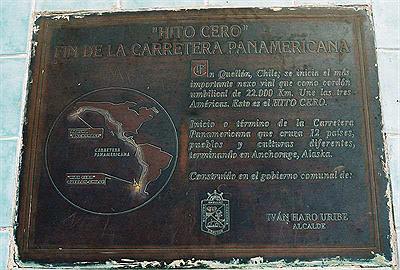 "HITO CERO"
FIN DE LA CARRETERA PANAMERICANA
En Quellón, Chile; se inicia el más
importante nexo vial que como cordón
umbilical de 22.000 Km. Une las tres
Américas. Esto es el HITO CERO.
Inicio o término de la Carretera
Panamericana que cruza 12 países,
pueblos y culturas diferentes,
terminando en Anchorage, Alaska.
Construido en el gobierno comunal de:
CARRETERA
PANAMERICANA
IVÁN HARO URIBE
ALCALDE